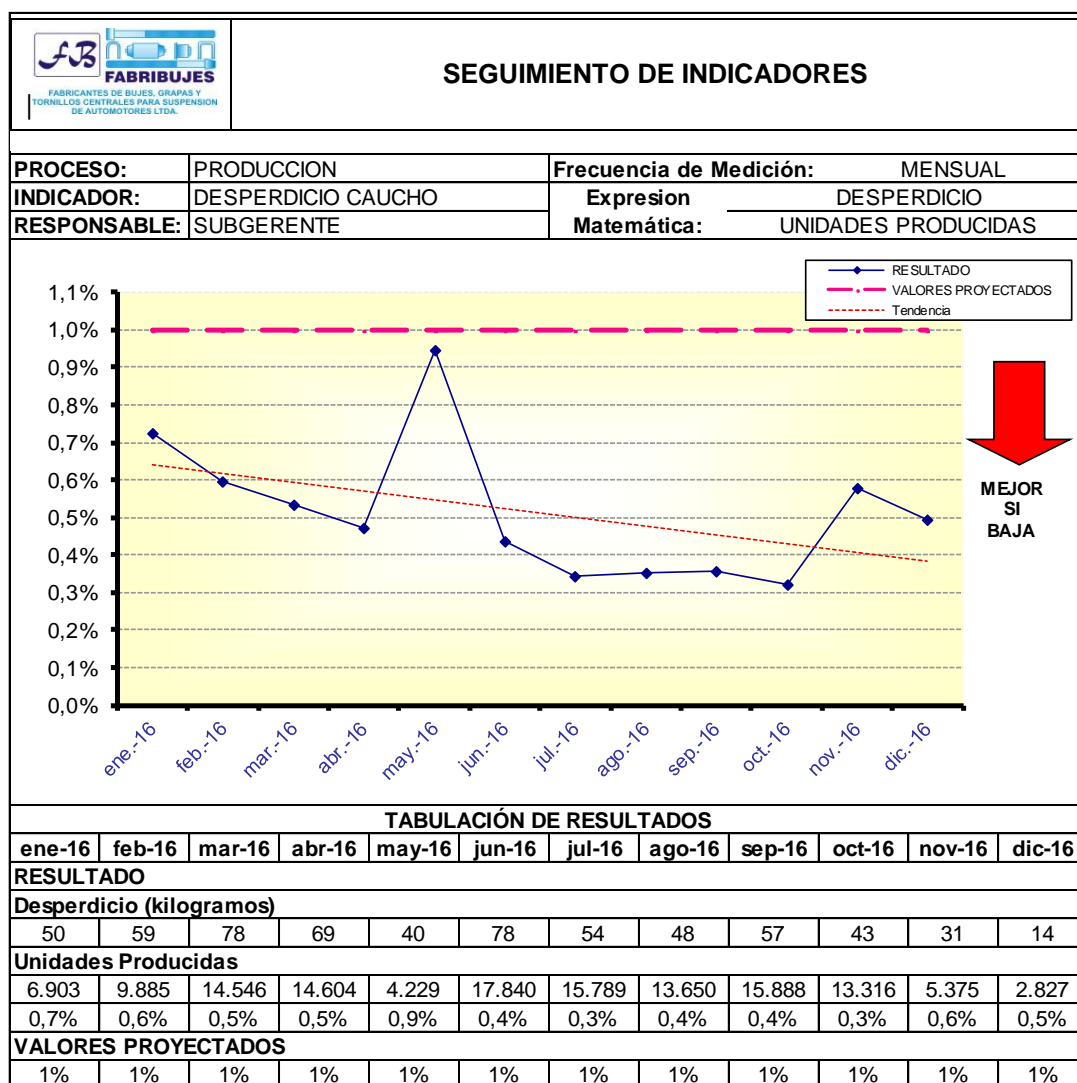 FB
FABRIBUJES
FABRICANTES DE BUJES, GRAPAS Y
TORNILLOS CENTRALES PARA SUSPENSION
DE AUTOMOTORES LTDA.
SEGUIMIENTO DE INDICADORES
PROCESO: PRODUCCION Frecuencia de Medición: MENSUAL
INDICADOR: DESPERDICIO CAUCHO Expresion DESPERDICIO
RESPONSABLE: SUBGERENTE Matemática: UNIDADES PRODUCIDAS
RESULTADO
VALORES PROYECTADOS
Tendencia
1,1%
1,0%
0,9%
0,8%
0,7%
0,6%
0,5%
0,4%
0,3%
0,2%
0,1%
0,0%
MEJOR
SI
BAJA
ene.-16 feb.-16 mar.-16 abr.-16 may.-16 jun.-16 jul.-16 ago.-16 sep.-16 oct.-16 nov.-16 dic.-16
TABULACIÓN DE RESULTADOS
ene-16 feb-16 mar-16 abr-16 may-16 jun-16 jul-16 ago-16 sep-16 oct-16 nov-16 dic-16
RESULTADO
Desperdicio (kilogramos)
50 59 78 69 40 78 54 48 57 43 31 14
Unidades Producidas
6.903 9.885 14.546 14.604 4.229 17.840 15.789 13.650 15.888 13.316 5.375 2.827
0,7% 0,6% 0,5% 0,5% 0,9% 0,4% 0,3% 0,4% 0,4% 0,3% 0,6% 0,5%
VALORES PROYECTADOS
1% 1% 1% 1% 1% 1% 1% 1% 1% 1% 1% 1%